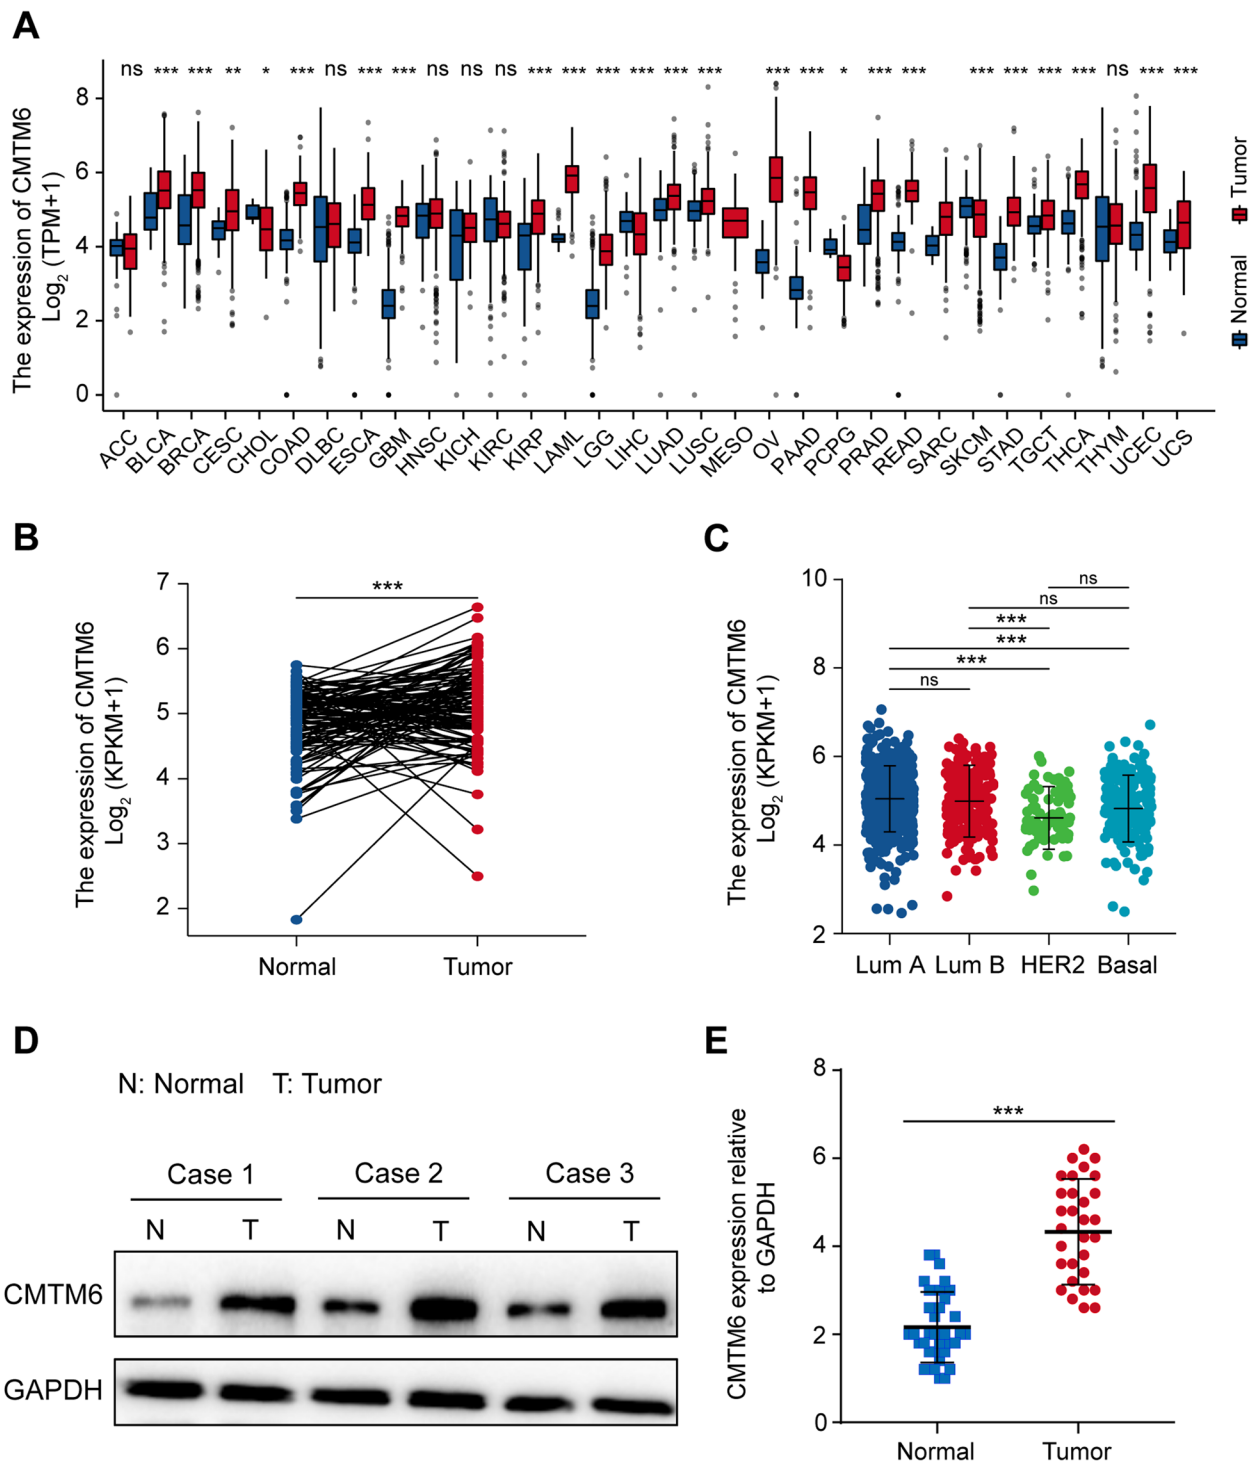 A
ns *** *** ** * *** ns *** *** ns ns ns *** *** *** *** *** *** *** *** * *** *** *** *** *** *** ns *** ***
The expression of CMTM6
Log2 (TPM+1)
8
6
4
2
0
ACC BLCA BRCA CESC CHOL COAD DLBC ESCA GBM HNSC KICH KIRC KIRP LAML LGG LIHC LUAD LUSC MESO OV PAAD PCPG PRAD READ SARC SKCM STAD TGCT THCA THYM UCEC UCS
Tumor
Normal
B
The expression of CMTM6
Log2 (KPKM+1)
7
6
5
4
3
2
***
Normal Tumor
C
The expression of CMTM6
Log2 (KPKM+1)
10
8
6
4
2
ns
ns
***
***
***
ns
Lum A Lum B HER2 Basal
D
N: Normal T: Tumor
Case 1 Case 2 Case 3
N T N T N T
CMTM6
GAPDH
E
CMTM6 expression relative
to GAPDH
8
6
4
2
0
***
Normal Tumor